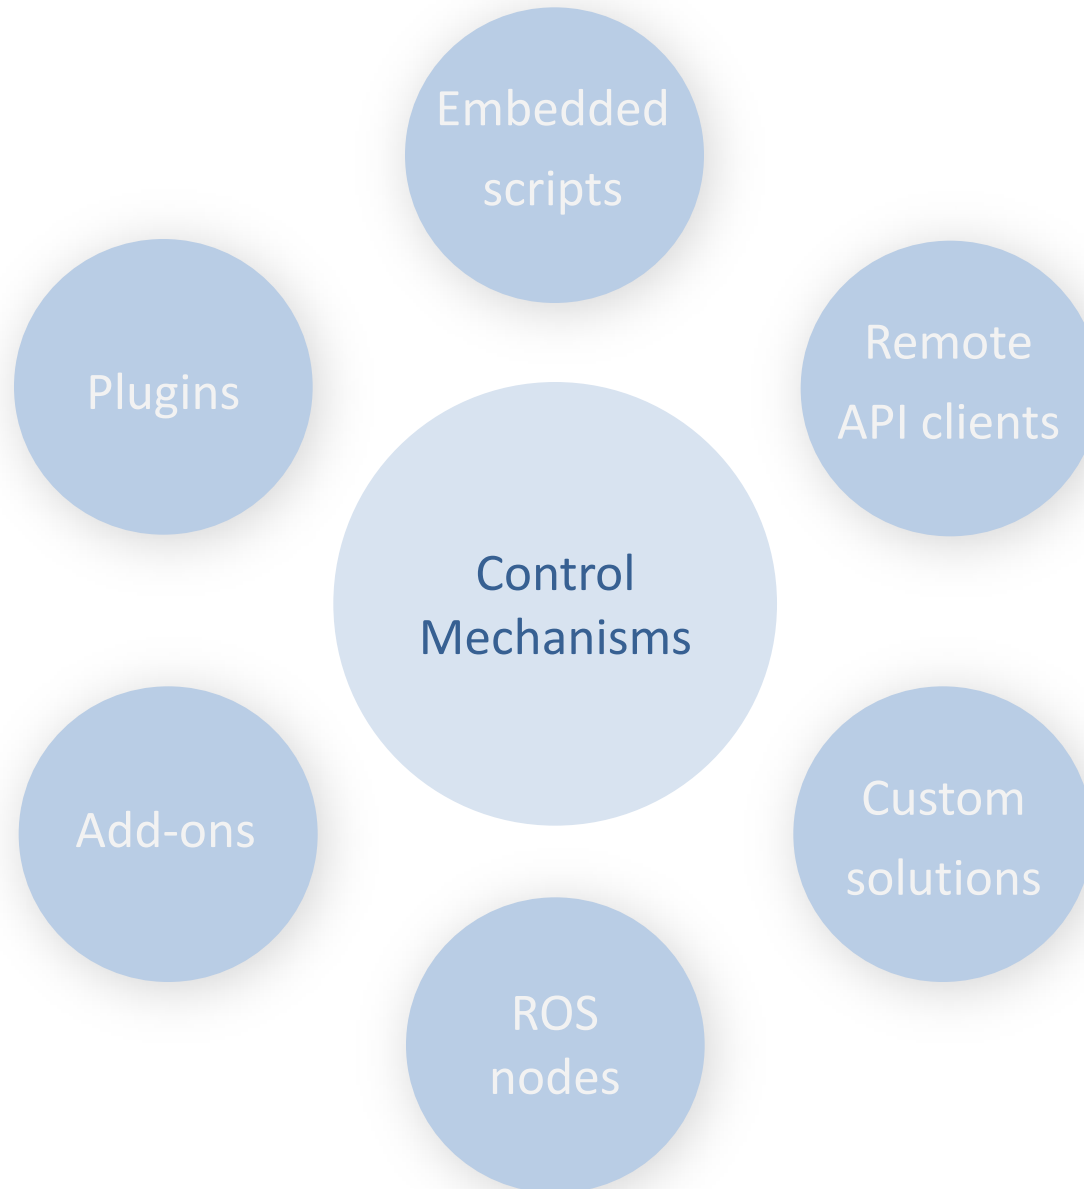 Embedded
scripts
Plugins
Remote
API clients
Control
Mechanisms
Add-ons
Custom
solutions
ROS
nodes